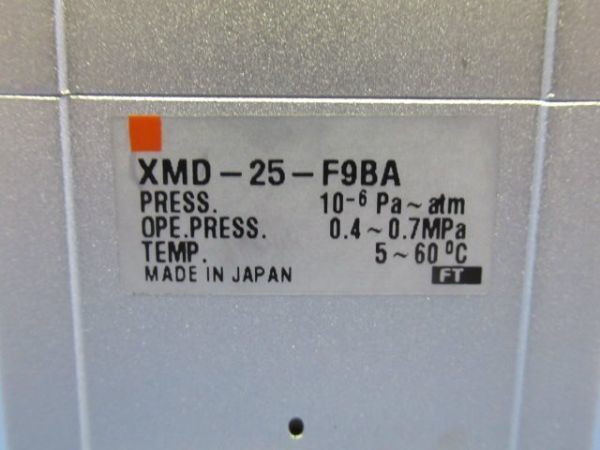 XMD-25-F9BA
PRESS. 10⁻⁶ Pa~atm
OPE.PRESS. 0.4~0.7MPa
TEMP. 5~60⁰C
MADE IN JAPAN FT